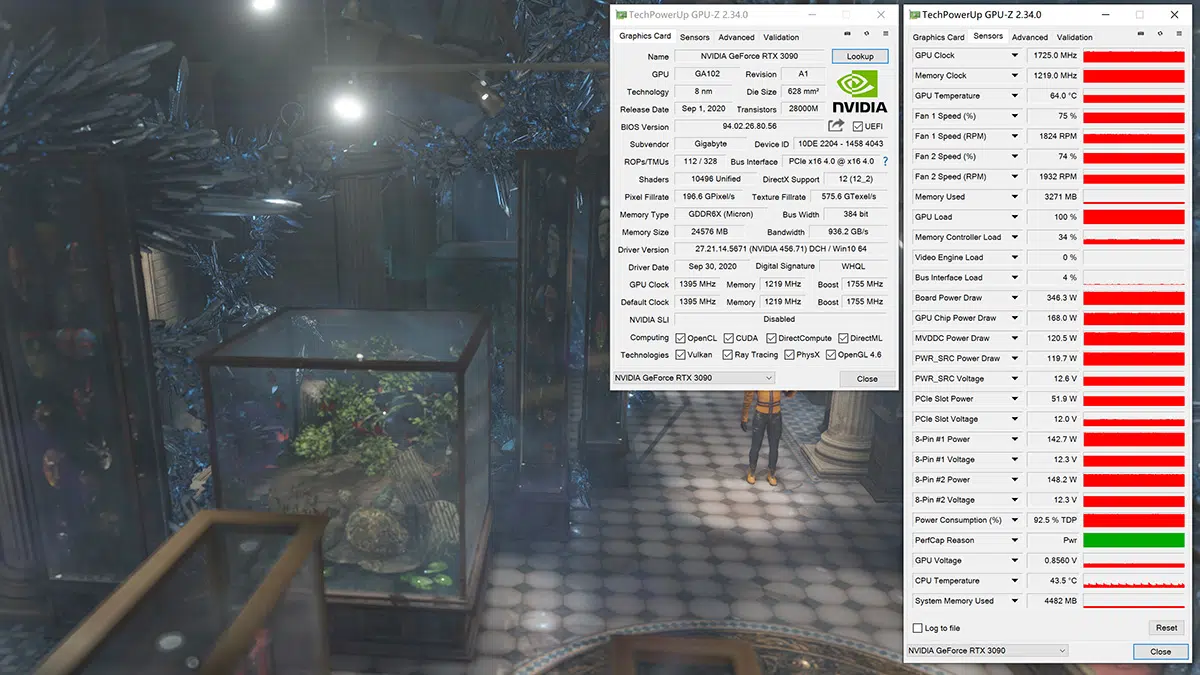 TechPowerUp GPU-Z 2.34.0
Graphics Card Sensors Advanced Validation
Name NVIDIA GeForce RTX 3090 Lookup
GPU GA102 Revision A1
Technology 8 nm Die Size 628 mm²
Release Date Sep 1, 2020 Transistors 28000M
NVIDIA
BIOS Version 94.02.26.80.56 UEFI
Subvendor Gigabyte Device ID 10DE 2204 - 1458 4043
ROPs/TMUs 112 / 328 Bus Interface PCIe x16 4.0 @ x16 4.0 ?
Shaders 10496 Unified DirectX Support 12 (12_2)
Pixel Fillrate 196.6 GPixel/s Texture Fillrate 575.6 GTexel/s
Memory Type GDDR6X (Micron) Bus Width 384 bit
Memory Size 24576 MB Bandwidth 936.2 GB/s
Driver Version 27.21.14.5671 (NVIDIA 456.71) DCH / Win10 64
Driver Date Sep 30, 2020 Digital Signature WHQL
GPU Clock 1395 MHz Memory 1219 MHz Boost 1755 MHz
Default Clock 1395 MHz Memory 1219 MHz Boost 1755 MHz
NVIDIA SLI Disabled
Computing OpenCL CUDA DirectCompute DirectML
Technologies Vulkan Ray Tracing PhysX OpenGL 4.6
NVIDIA GeForce RTX 3090 Close
TechPowerUp GPU-Z 2.34.0
Graphics Card Sensors Advanced Validation
GPU Clock 1725.0 MHz
Memory Clock 1219.0 MHz
GPU Temperature 64.0 °C
Fan 1 Speed (%) 75 %
Fan 1 Speed (RPM) 1824 RPM
Fan 2 Speed (%) 74 %
Fan 2 Speed (RPM) 1932 RPM
Memory Used 3271 MB
GPU Load 100 %
Memory Controller Load 34 %
Video Engine Load 0 %
Bus Interface Load 4 %
Board Power Draw 346.3 W
GPU Chip Power Draw 168.0 W
MVDDC Power Draw 120.5 W
PWR_SRC Power Draw 119.7 W
PWR_SRC Voltage 12.6 V
PCIe Slot Power 51.9 W
PCIe Slot Voltage 12.0 V
8-Pin #1 Power 142.7 W
8-Pin #1 Voltage 12.3 V
8-Pin #2 Power 148.2 W
8-Pin #2 Voltage 12.3 V
Power Consumption (%) 92.5 % TDP
PerfCap Reason Pwr
GPU Voltage 0.8560 V
CPU Temperature 43.5 °C
System Memory Used 4482 MB
Log to file Reset
NVIDIA GeForce RTX 3090 Close